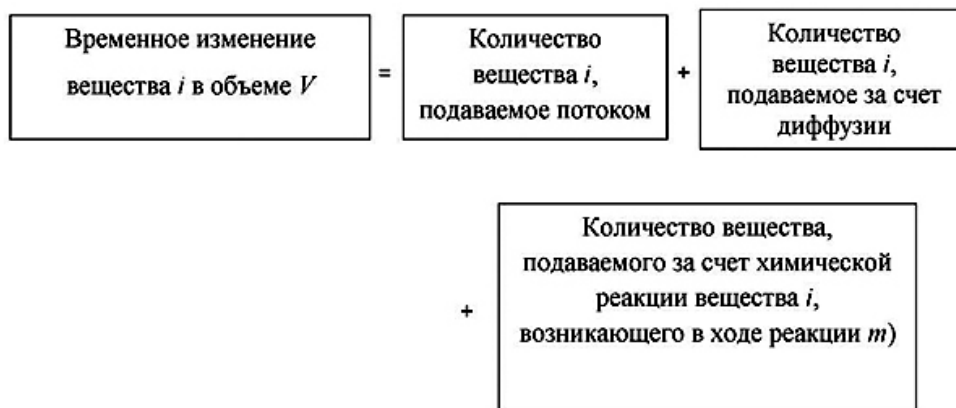 Временное изменение
вещества i в объеме V
=
Количество
вещества i,
подаваемое потоком
+
Количество
вещества i,
подаваемое за счет
диффузии
+
Количество вещества,
подаваемого за счет химической
реакции вещества i,
возникающего в ходе реакции m)